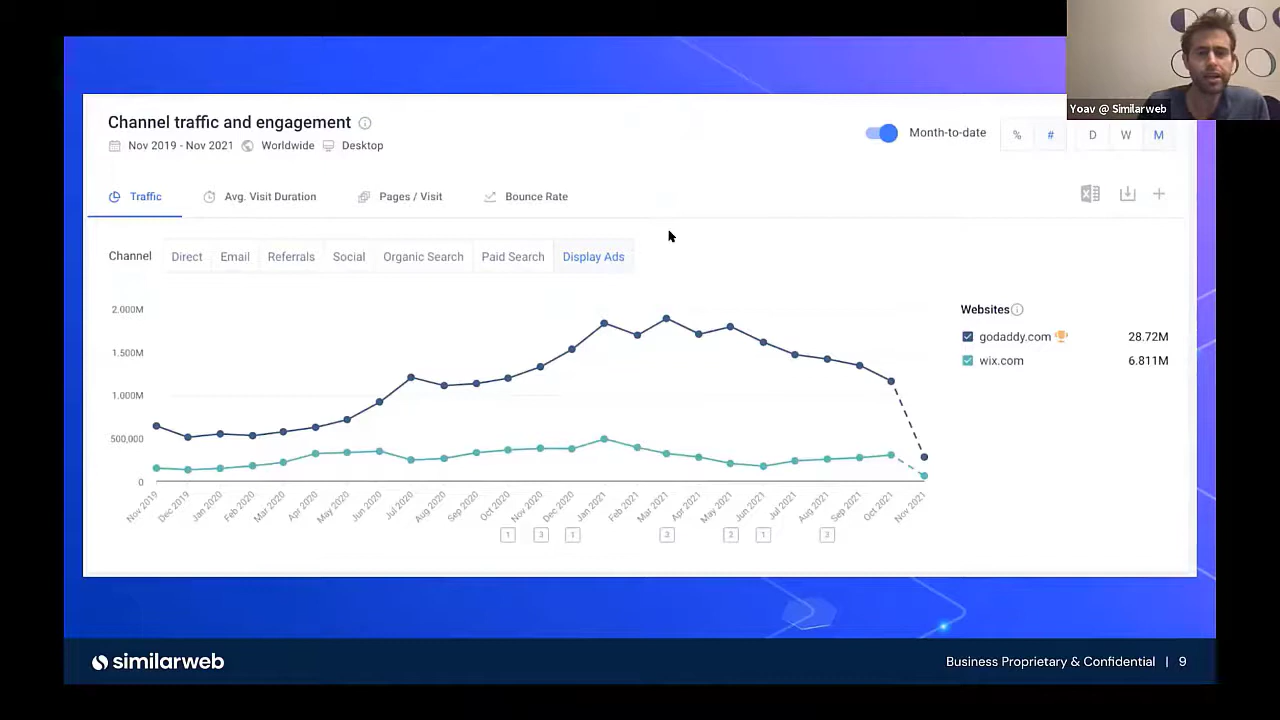 Yoav @ Similarweb
Channel traffic and engagement
Month-to-date
%
#
D
W
M
Nov 2019 - Nov 2021
Worldwide
Desktop
Traffic
Avg. Visit Duration
Pages / Visit
Bounce Rate
Channel
Direct
Email
Referrals
Social
Organic Search
Paid Search
Display Ads
2.000M
1.500M
1.000M
500,000
0
Websites
godaddy.com
28.72M
wix.com
6.811M
Nov 2019
Dec 2019
Jan 2020
Feb 2020
Mar 2020
Apr 2020
May 2020
Jun 2020
Jul 2020
Aug 2020
Sep 2020
Oct 2020
Nov 2020
Dec 2020
Jan 2021
Feb 2021
Mar 2021
Apr 2021
May 2021
Jun 2021
Jul 2021
Aug 2021
Sep 2021
Oct 2021
Nov 2021
1
3
1
2
1
similarweb
Business Proprietary & Confidential | 9